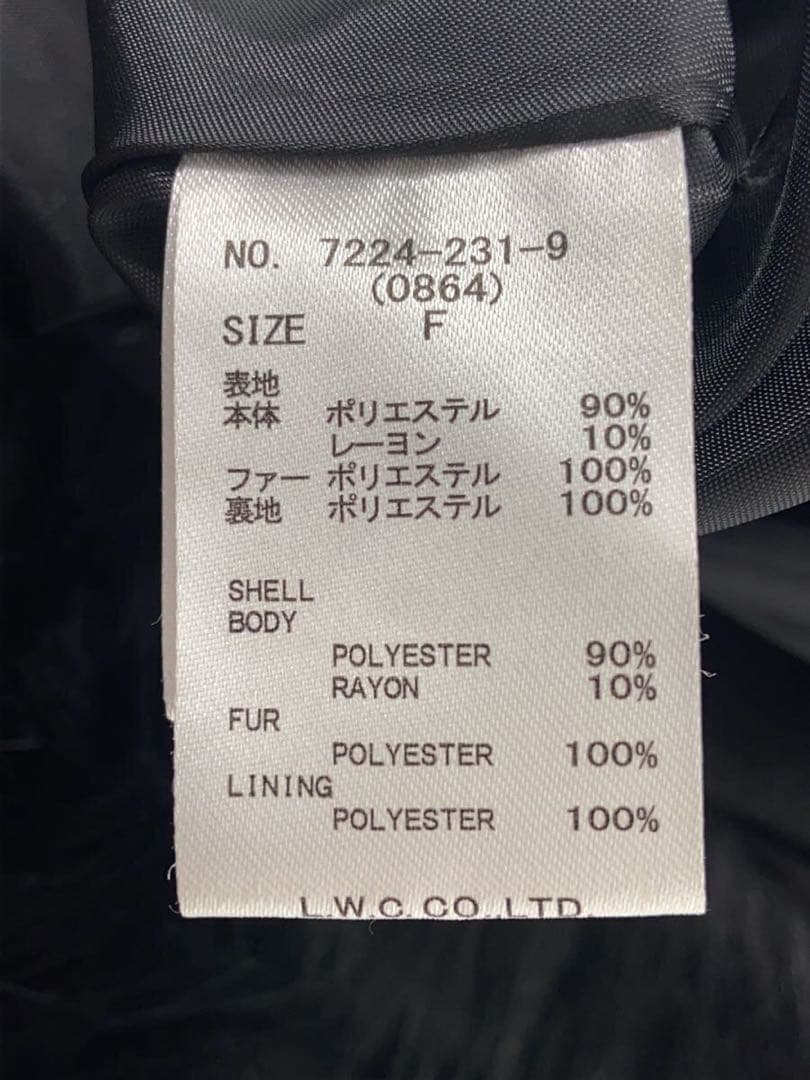 NO. 7224-231-9
(0864)
SIZE F
表地
本体 ポリエステル 90%
レーヨン 10%
ファー ポリエステル 100%
裏地 ポリエステル 100%
SHELL
BODY
POLYESTER 90%
RAYON 10%
FUR
POLYESTER 100%
LINING
POLYESTER 100%
L.W.C.CO.,LTD.